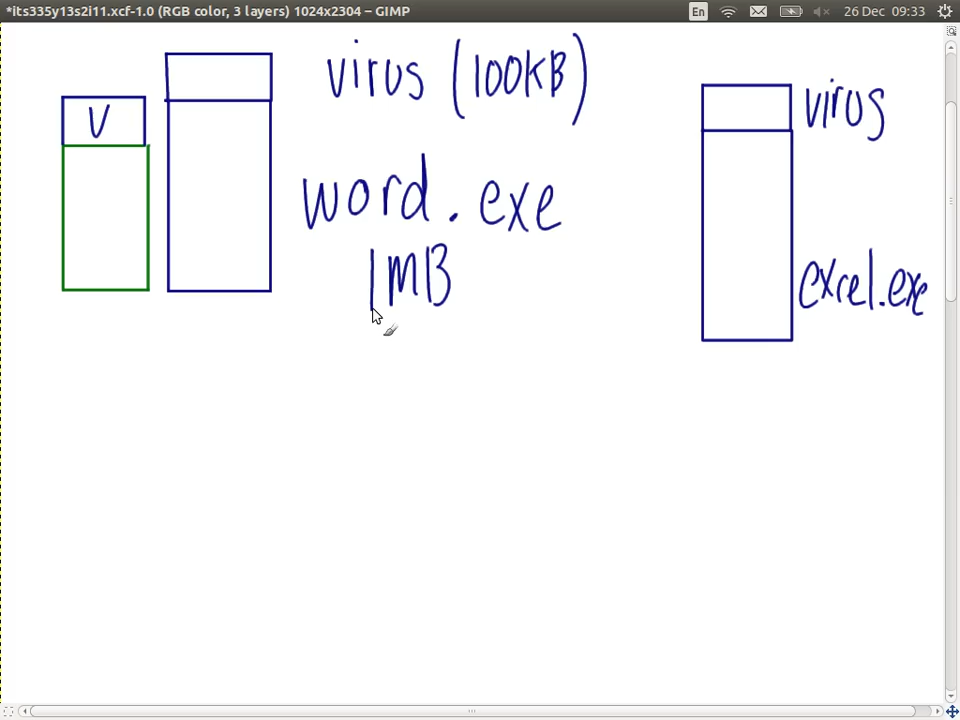 *its335y13s2i11.xcf-1.0 (RGB color, 3 layers) 1024x2304 – GIMP
En
26 Dec 09:33
virus (100KB)
V
virus
word.exe
1MB
excel.exe